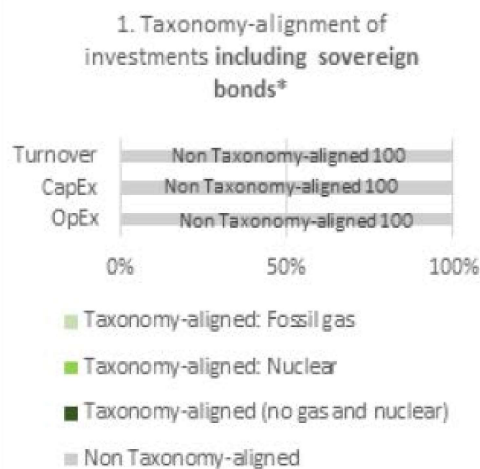 1. Taxonomy-alignment of
investments including sovereign
bonds*
Turnover
Non Taxonomy-aligned 100
CapEx
Non Taxonomy-aligned 100
OpEx
Non Taxonomy-aligned 100
0%
50%
100%
Taxonomy-aligned: Fossil gas
Taxonomy-aligned: Nuclear
Taxonomy-aligned (no gas and nuclear)
Non Taxonomy-aligned